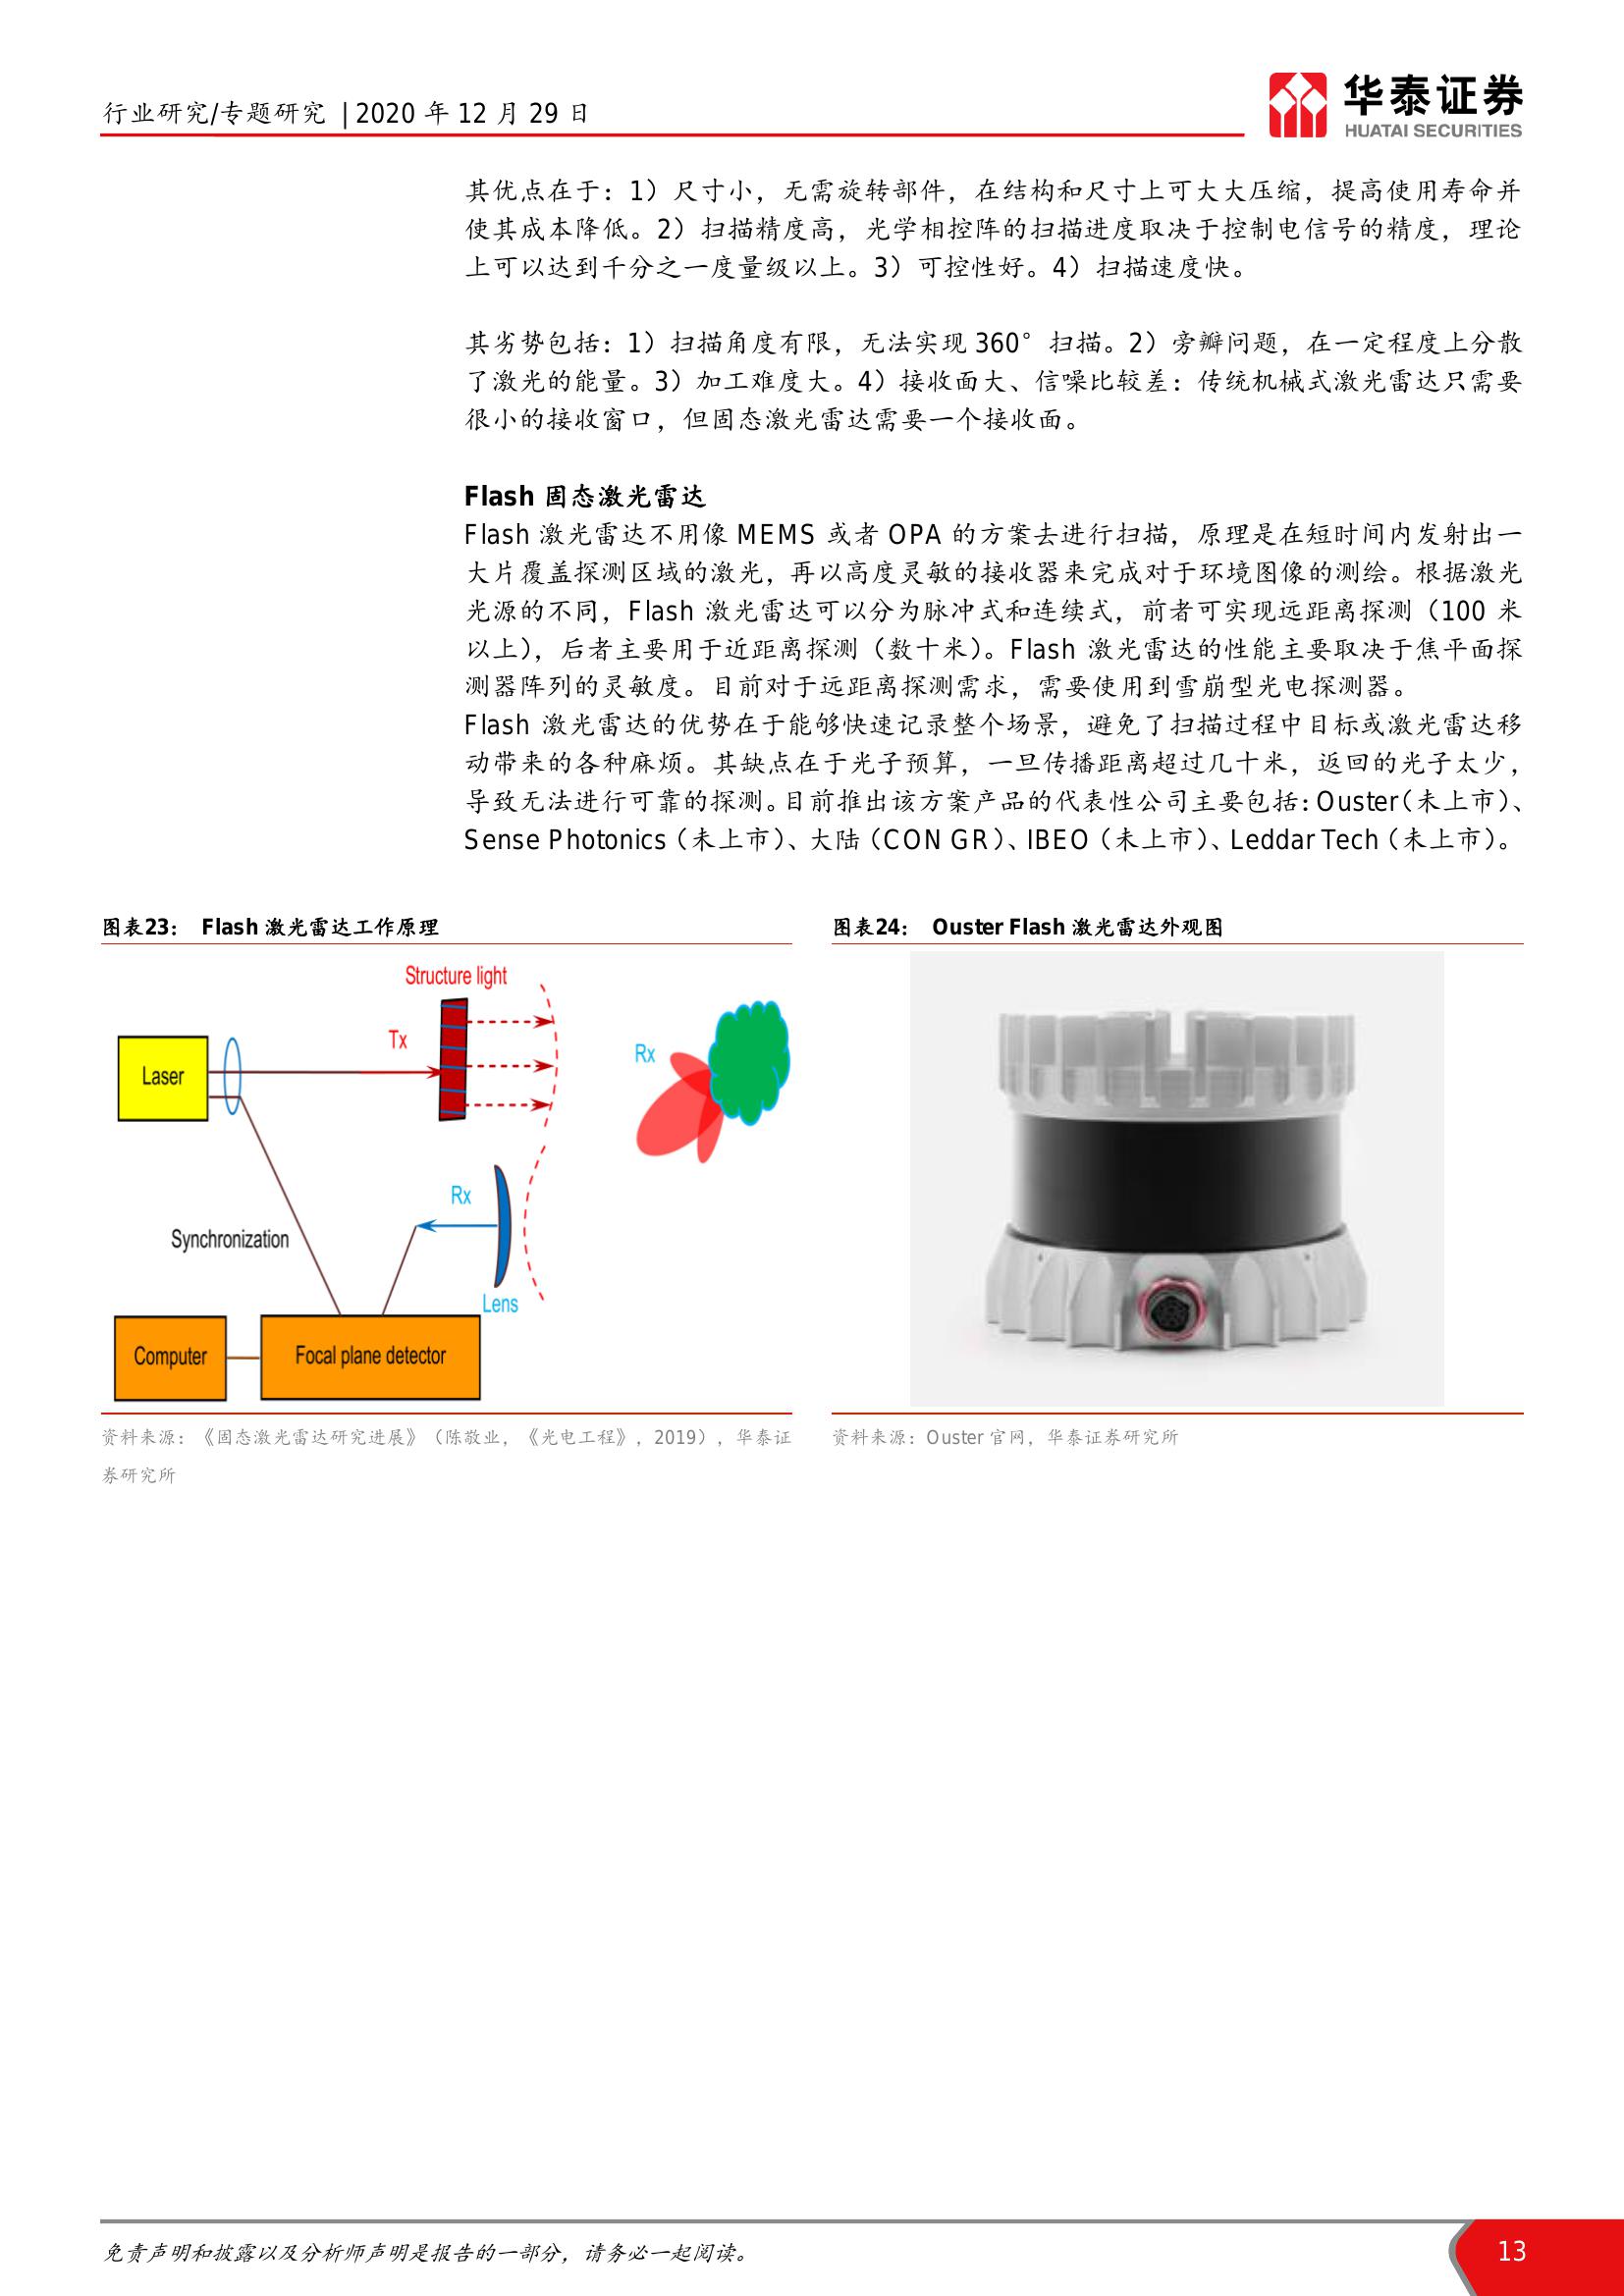 行业研究/专题研究 | 2020 年 12 月 29 日
华泰证券
HUATAI SECURITIES
其优点在于：1）尺寸小，无需旋转部件，在结构和尺寸上可大大压缩，提高使用寿命并
使其成本降低。2）扫描精度高，光学相控阵的扫描进度取决于控制电信号的精度，理论
上可以达到千分之一度量级以上。3）可控性好。4）扫描速度快。
其劣势包括：1）扫描角度有限，无法实现 360° 扫描。2）旁瓣问题，在一定程度上分散
了激光的能量。3）加工难度大。4）接收面大、信噪比较差：传统机械式激光雷达只需要
很小的接收窗口，但固态激光雷达需要一个接收面。
Flash 固态激光雷达
Flash 激光雷达不用像 MEMS 或者 OPA 的方案去进行扫描，原理是在短时间内发射出一
大片覆盖探测区域的激光，再以高度灵敏的接收器来完成对于环境图像的测绘。根据激光
光源的不同，Flash 激光雷达可以分为脉冲式和连续式，前者可实现远距离探测（100 米
以上），后者主要用于近距离探测（数十米）。Flash 激光雷达的性能主要取决于焦平面探
测器阵列的灵敏度。目前对于远距离探测需求，需要使用到雪崩型光电探测器。
Flash 激光雷达的优势在于能够快速记录整个场景，避免了扫描过程中目标或激光雷达移
动带来的各种麻烦。其缺点在于光子预算，一旦传播距离超过几十米，返回的光子太少，
导致无法进行可靠的探测。目前推出该方案产品的代表性公司主要包括：Ouster（未上市）、
Sense Photonics（未上市）、大陆（CON GR）、IBEO（未上市）、Leddar Tech（未上市）。
图表23： Flash 激光雷达工作原理
Structure light
Tx
Laser
Rx
Rx
Synchronization
Lens
Computer
Focal plane detector
资料来源：《固态激光雷达研究进展》（陈敬业，《光电工程》，2019），华泰证
券研究所
图表24： Ouster Flash 激光雷达外观图
资料来源：Ouster 官网，华泰证券研究所
免责声明和披露以及分析师声明是报告的一部分，请务必一起阅读。
13